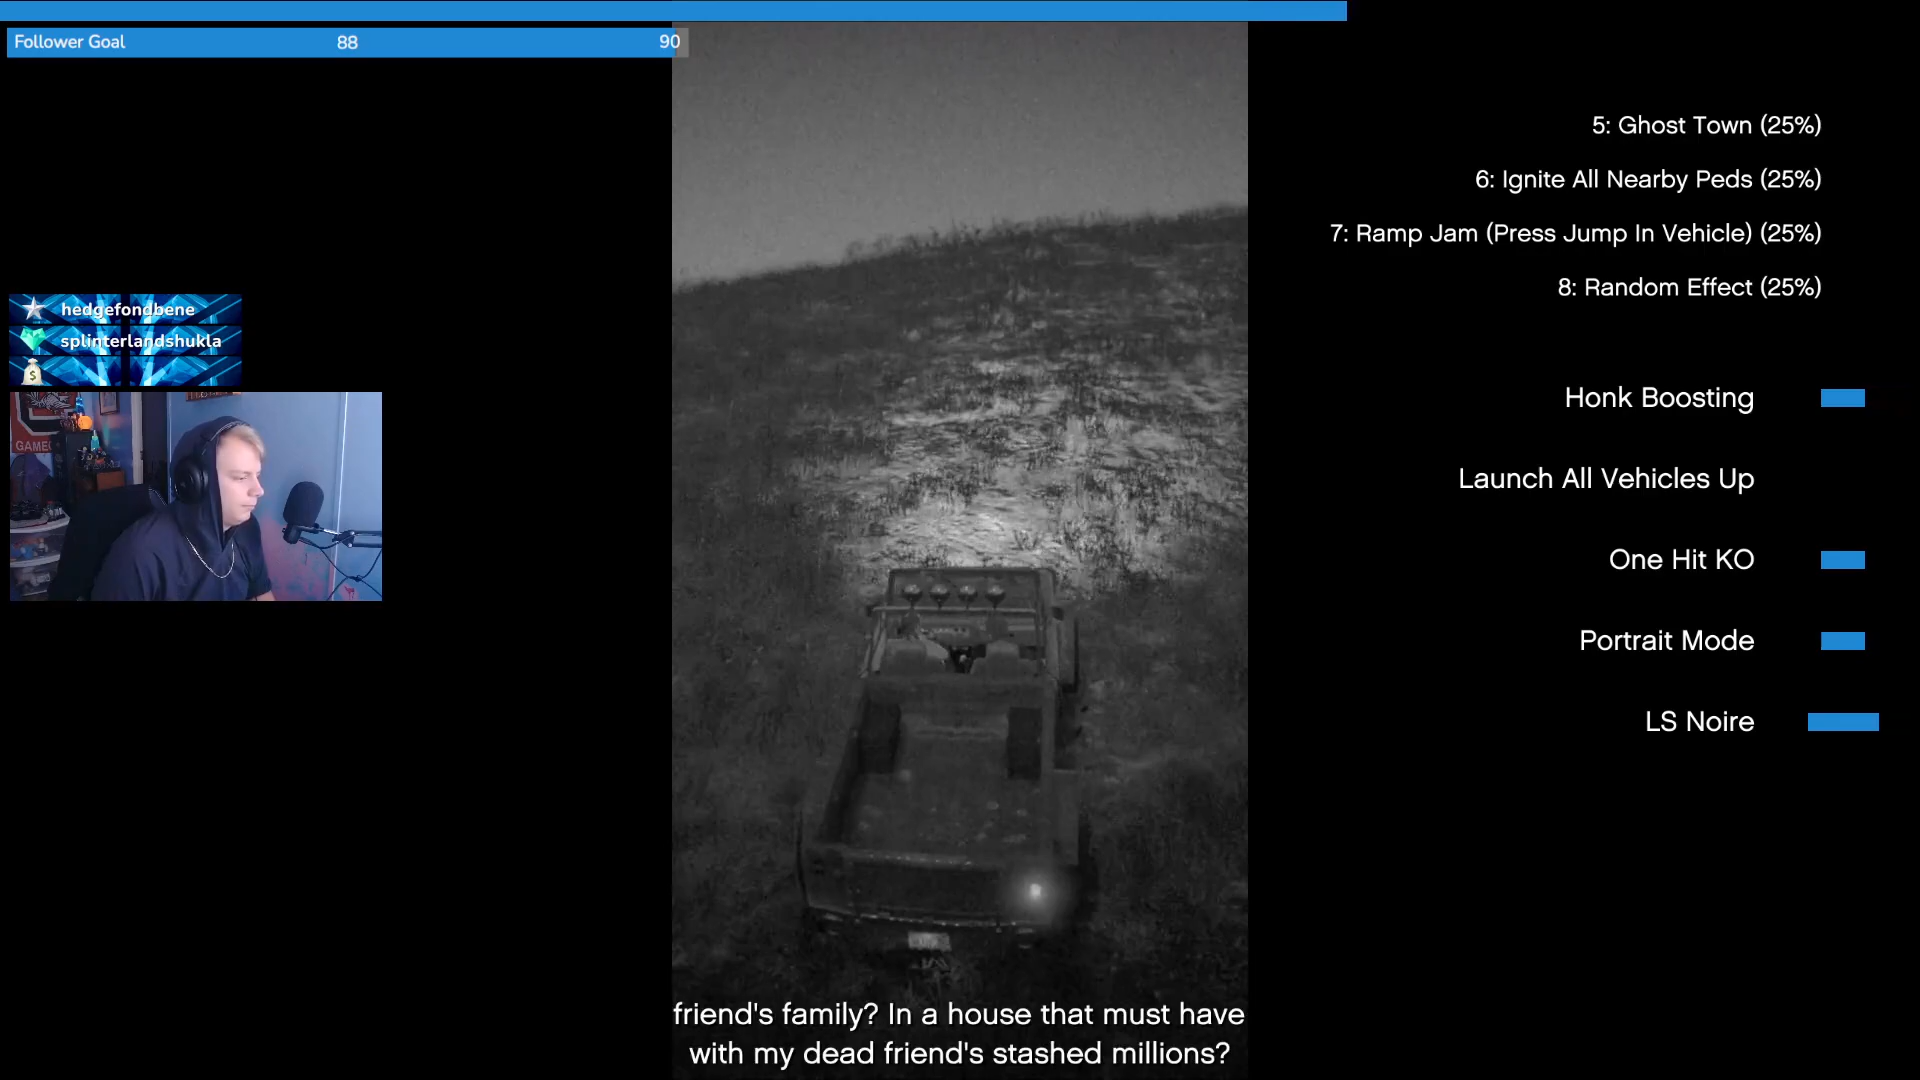 Follower Goal 88 90
5: Ghost Town (25%)
6: Ignite All Nearby Peds (25%)
7: Ramp Jam (Press Jump In Vehicle) (25%)
8: Random Effect (25%)
hedgefondbene
splinterlandshukla
GAME
Honk Boosting
Launch All Vehicles Up
One Hit KO
Portrait Mode
LS Noire
friend's family? In a house that must have
with my dead friend's stashed millions?